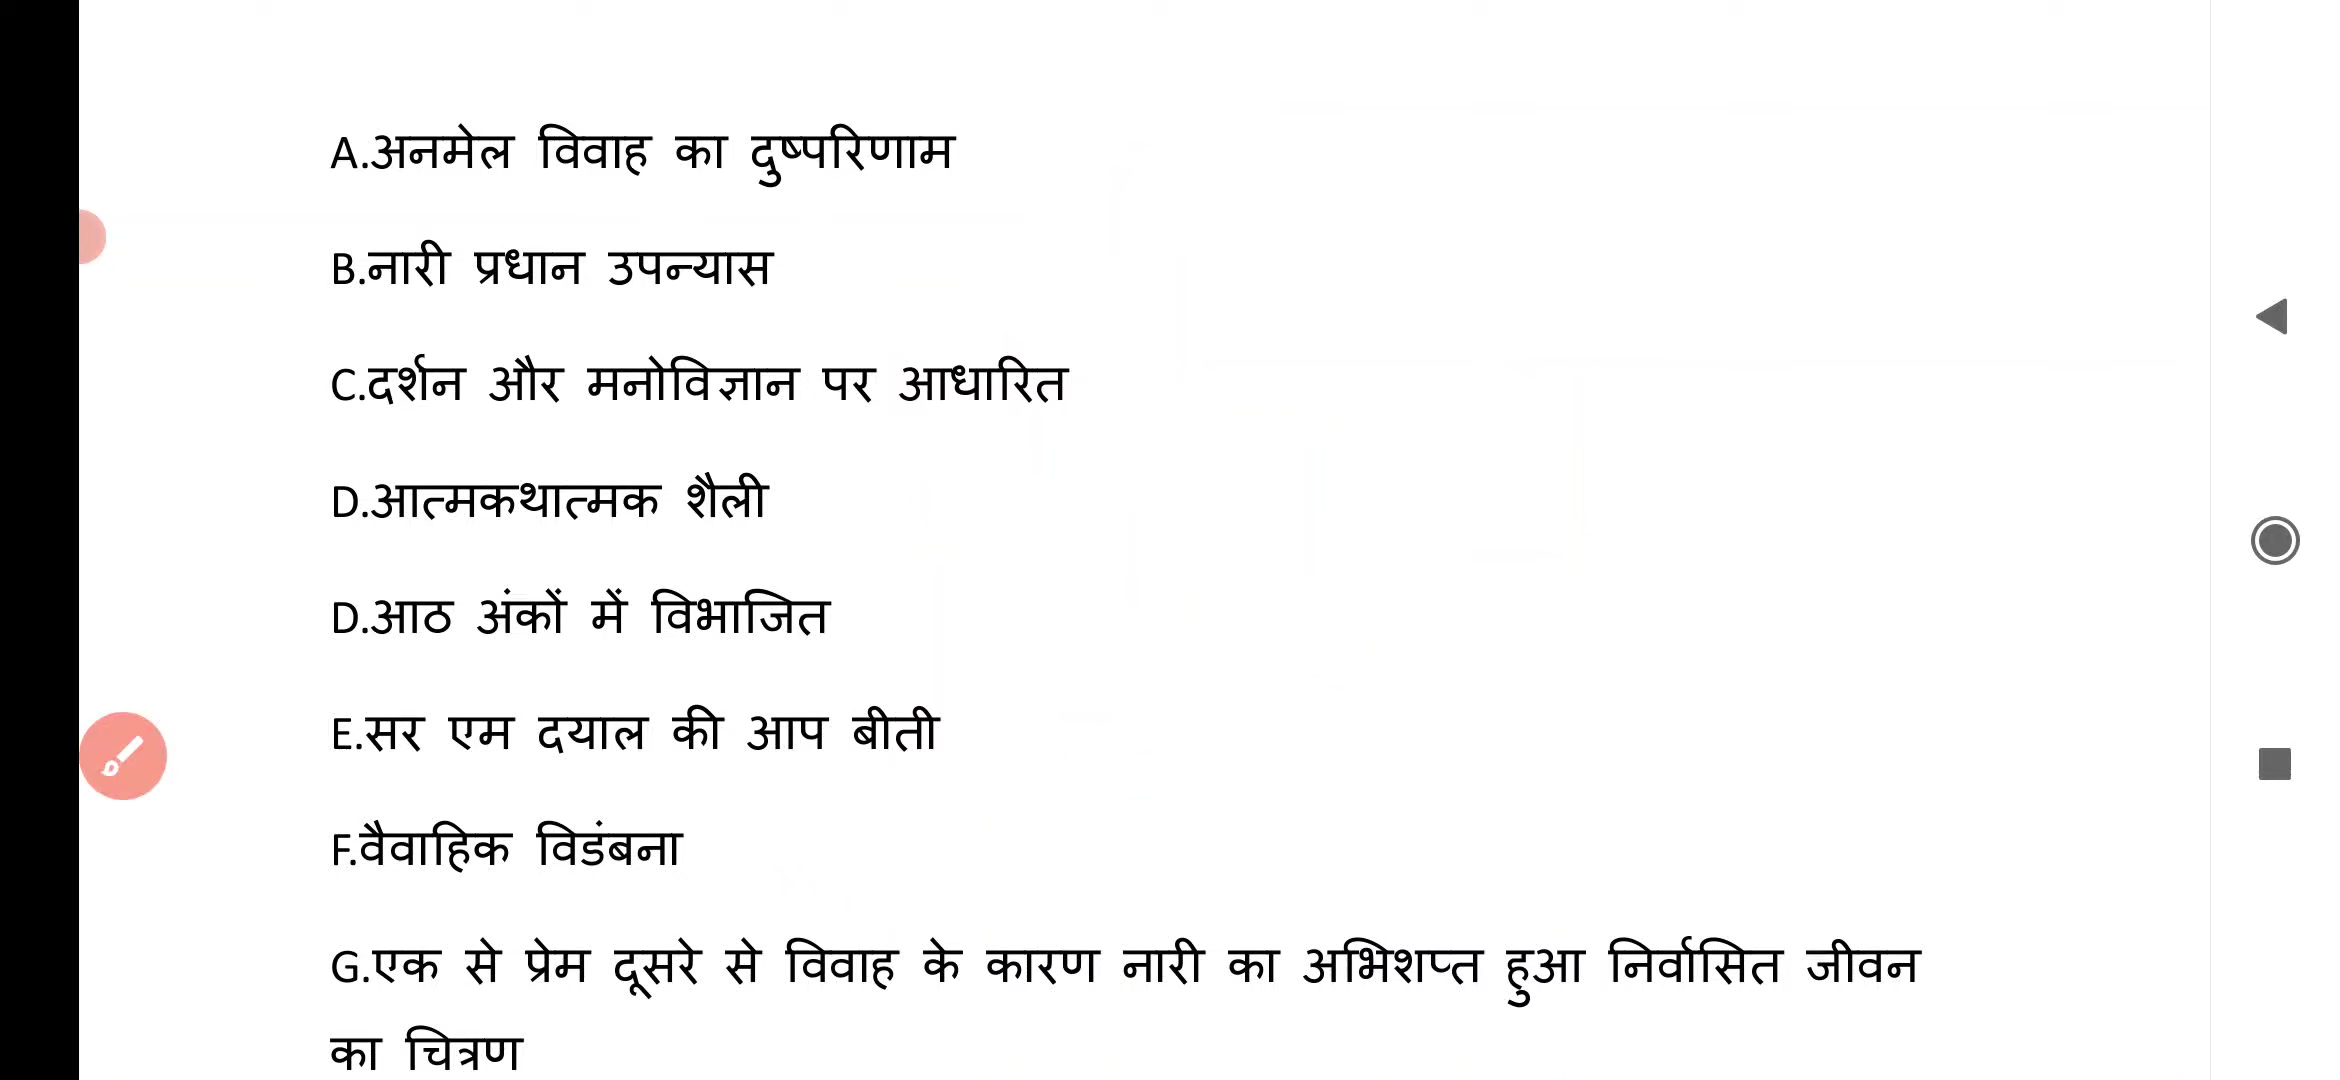 A.अनमेल विवाह का दुष्परिणाम
B.नारी प्रधान उपन्यास
C.दर्शन और मनोविज्ञान पर आधारित
D.आत्मकथात्मक शैली
D.आठ अंकों में विभाजित
E.सर एम दयाल की आप बीती
F.वैवाहिक विडंबना
G.एक से प्रेम दूसरे से विवाह के कारण नारी का अभिशप्त हुआ निर्वासित जीवन
का चित्रण